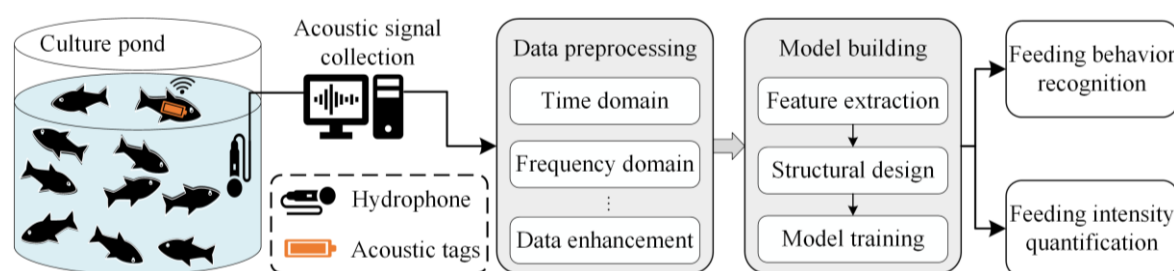 Culture pond
Acoustic signal
collection
Hydrophone
Acoustic tags
Data preprocessing
Time domain
Frequency domain
Data enhancement
Model building
Feature extraction
Structural design
Model training
Feeding behavior
recognition
Feeding intensity
quantification